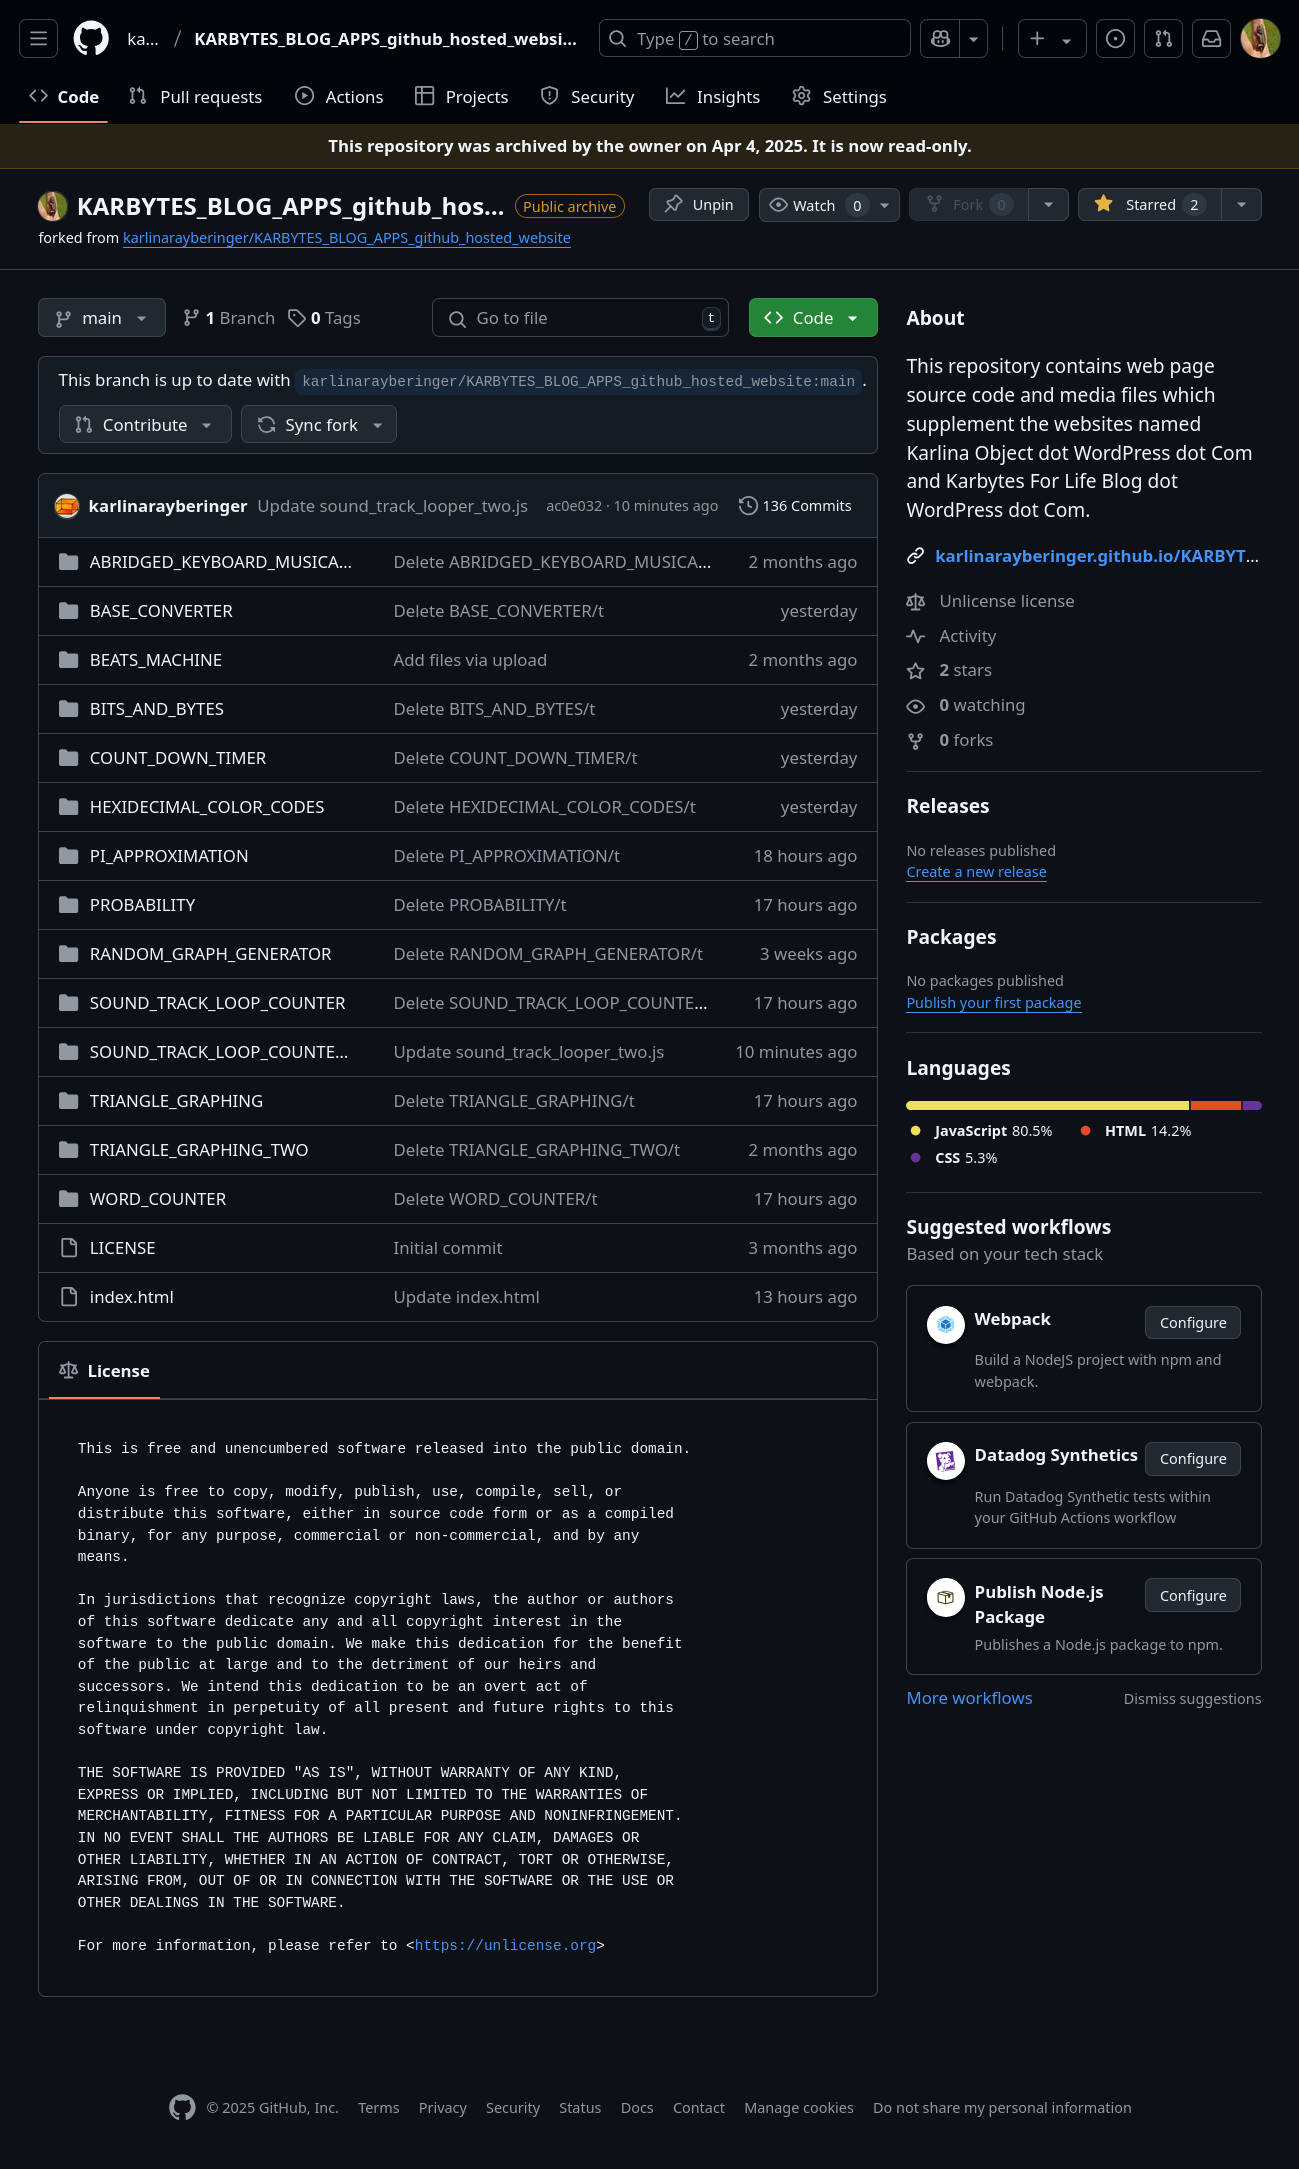 ka... / KARBYTES_BLOG_APPS_github_hosted_websi... Type / to search
Code Pull requests Actions Projects Security Insights Settings
This repository was archived by the owner on Apr 4, 2025. It is now read-only.
KARBYTES_BLOG_APPS_github_hos... Public archive Unpin Watch 0 Fork 0 Starred 2
forked from karlinarayberinger/KARBYTES_BLOG_APPS_github_hosted_website
main 1 Branch 0 Tags Go to file t Code
This branch is up to date with karlinarayberinger/KARBYTES_BLOG_APPS_github_hosted_website:main .
Contribute Sync fork
karlinarayberinger Update sound_track_looper_two.js ac0e032 · 10 minutes ago 136 Commits
ABRIDGED_KEYBOARD_MUSICA... Delete ABRIDGED_KEYBOARD_MUSICA... 2 months ago
BASE_CONVERTER Delete BASE_CONVERTER/t yesterday
BEATS_MACHINE Add files via upload 2 months ago
BITS_AND_BYTES Delete BITS_AND_BYTES/t yesterday
COUNT_DOWN_TIMER Delete COUNT_DOWN_TIMER/t yesterday
HEXIDECIMAL_COLOR_CODES Delete HEXIDECIMAL_COLOR_CODES/t yesterday
PI_APPROXIMATION Delete PI_APPROXIMATION/t 18 hours ago
PROBABILITY Delete PROBABILITY/t 17 hours ago
RANDOM_GRAPH_GENERATOR Delete RANDOM_GRAPH_GENERATOR/t 3 weeks ago
SOUND_TRACK_LOOP_COUNTER Delete SOUND_TRACK_LOOP_COUNTE... 17 hours ago
SOUND_TRACK_LOOP_COUNTE... Update sound_track_looper_two.js 10 minutes ago
TRIANGLE_GRAPHING Delete TRIANGLE_GRAPHING/t 17 hours ago
TRIANGLE_GRAPHING_TWO Delete TRIANGLE_GRAPHING_TWO/t 2 months ago
WORD_COUNTER Delete WORD_COUNTER/t 17 hours ago
LICENSE Initial commit 3 months ago
index.html Update index.html 13 hours ago
License
This is free and unencumbered software released into the public domain.
Anyone is free to copy, modify, publish, use, compile, sell, or
distribute this software, either in source code form or as a compiled
binary, for any purpose, commercial or non-commercial, and by any
means.
In jurisdictions that recognize copyright laws, the author or authors
of this software dedicate any and all copyright interest in the
software to the public domain. We make this dedication for the benefit
of the public at large and to the detriment of our heirs and
successors. We intend this dedication to be an overt act of
relinquishment in perpetuity of all present and future rights to this
software under copyright law.
THE SOFTWARE IS PROVIDED "AS IS", WITHOUT WARRANTY OF ANY KIND,
EXPRESS OR IMPLIED, INCLUDING BUT NOT LIMITED TO THE WARRANTIES OF
MERCHANTABILITY, FITNESS FOR A PARTICULAR PURPOSE AND NONINFRINGEMENT.
IN NO EVENT SHALL THE AUTHORS BE LIABLE FOR ANY CLAIM, DAMAGES OR
OTHER LIABILITY, WHETHER IN AN ACTION OF CONTRACT, TORT OR OTHERWISE,
ARISING FROM, OUT OF OR IN CONNECTION WITH THE SOFTWARE OR THE USE OR
OTHER DEALINGS IN THE SOFTWARE.
For more information, please refer to <https://unlicense.org>
About
This repository contains web page
source code and media files which
supplement the websites named
Karlina Object dot WordPress dot Com
and Karbytes For Life Blog dot
WordPress dot Com.
karlinarayberinger.github.io/KARBYT...
Unlicense license
Activity
2 stars
0 watching
0 forks
Releases
No releases published
Create a new release
Packages
No packages published
Publish your first package
Languages
JavaScript 80.5% HTML 14.2%
CSS 5.3%
Suggested workflows
Based on your tech stack
Webpack Configure
Build a NodeJS project with npm and
webpack.
Datadog Synthetics Configure
Run Datadog Synthetic tests within
your GitHub Actions workflow
Publish Node.js Configure
Package
Publishes a Node.js package to npm.
More workflows Dismiss suggestions
© 2025 GitHub, Inc. Terms Privacy Security Status Docs Contact Manage cookies Do not share my personal information